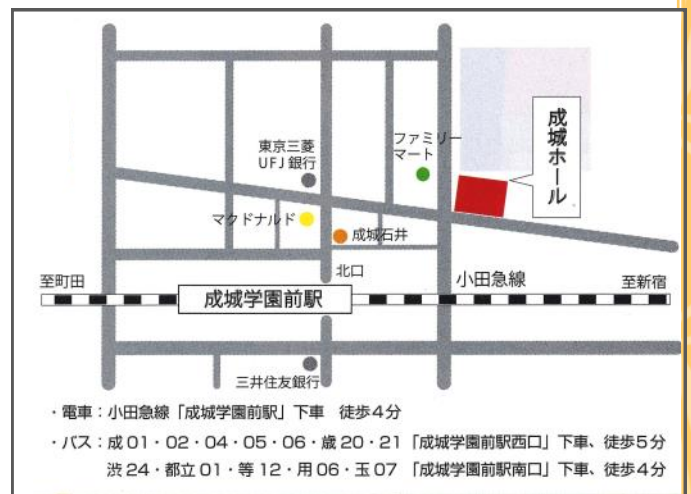 東京三菱
UFJ銀行
ファミリー
マート
成城ホール
マクドナルド
成城石井
北口
至町田
成城学園前駅
小田急線
至新宿
三井住友銀行
・電車：小田急線「成城学園前駅」下車　徒歩4分
・バス：成01・02・04・05・06・歳20・21「成城学園前駅西口」下車、徒歩5分
渋24・都立01・等12・用06・玉07　「成城学園前駅南口」下車、徒歩4分